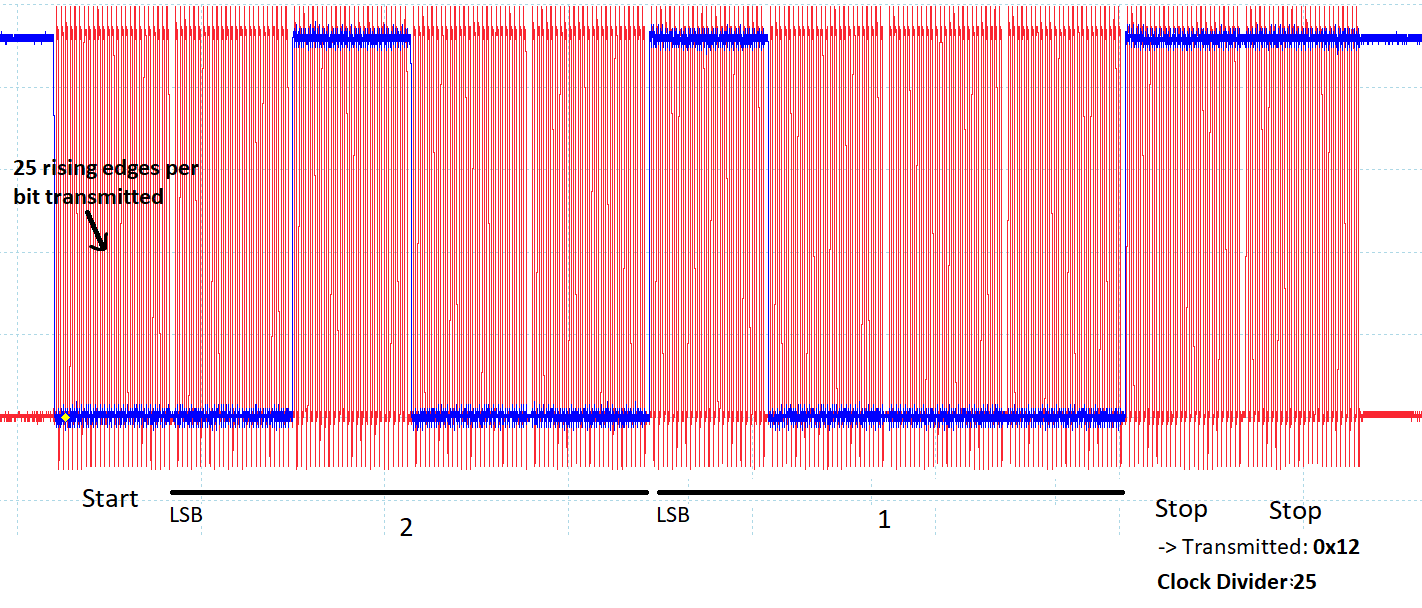 25 rising edges per
bit transmitted
Start
LSB
2
LSB
1
Stop
Stop
-> Transmitted: 0x12
Clock Divider:25